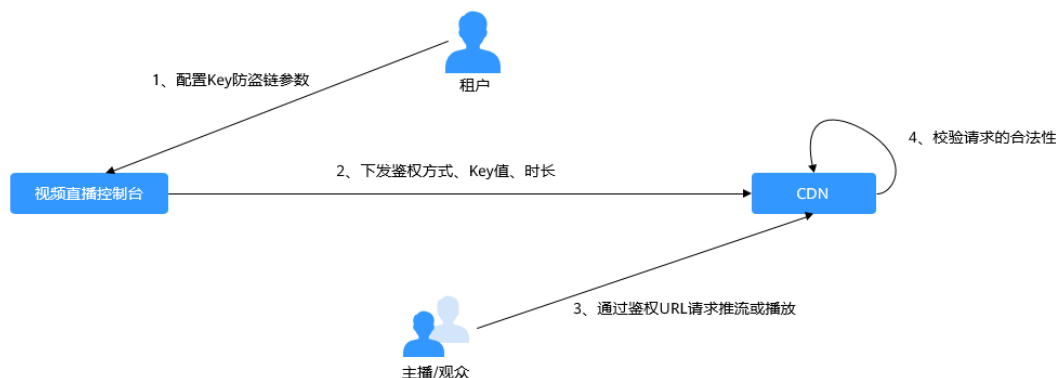 租户
1、配置Key防盗链参数
4、校验请求的合法性
2、下发鉴权方式、Key值、时长
视频直播控制台
CDN
3、通过鉴权URL请求推流或播放
主播/观众